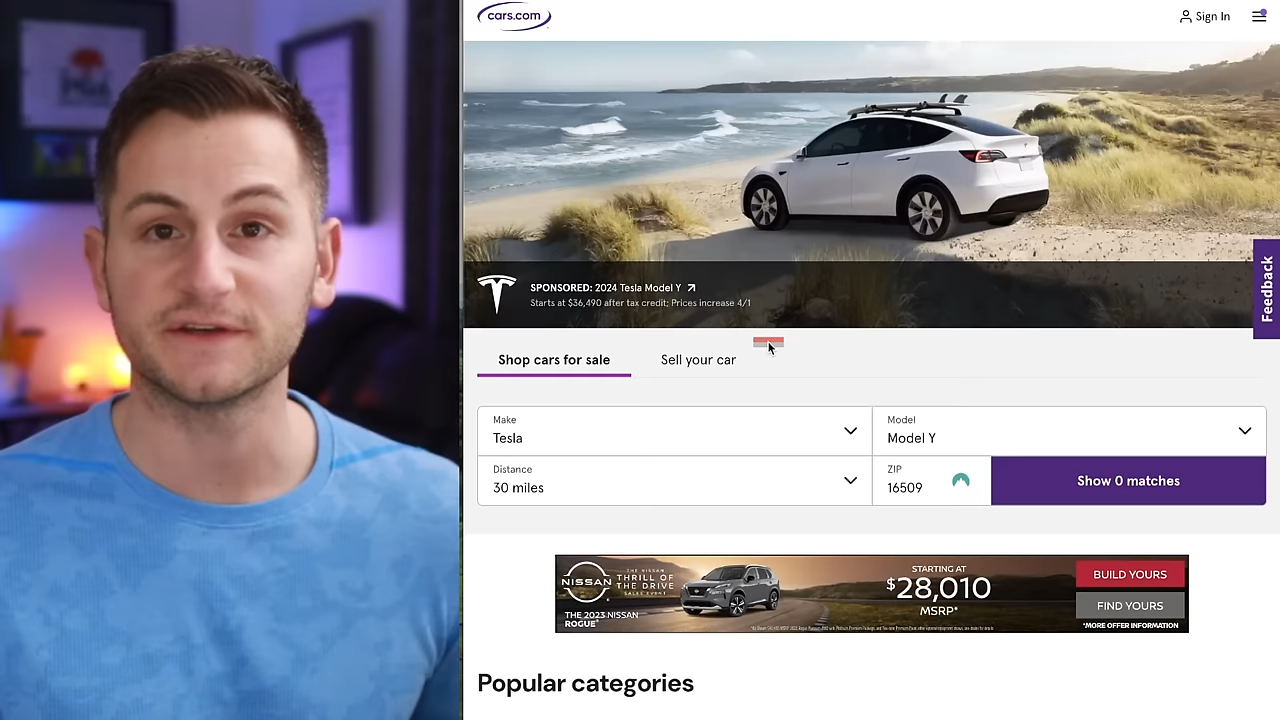 cars.com
Sign In
SPONSORED: 2024 Tesla Model Y
Starts at $36,490 after tax credit; Prices increase 4/1
Feedback
Shop cars for sale
Sell your car
Make
Tesla
Model
Model Y
Distance
30 miles
ZIP
16509
Show 0 matches
NISSAN
THE NISSAN
THRILL OF
THE DRIVE
SALES EVENT
THE 2023 NISSAN
ROGUE®
STARTING AT
$28,010
MSRP*
BUILD YOURS
FIND YOURS
*MORE OFFER INFORMATION
Popular categories